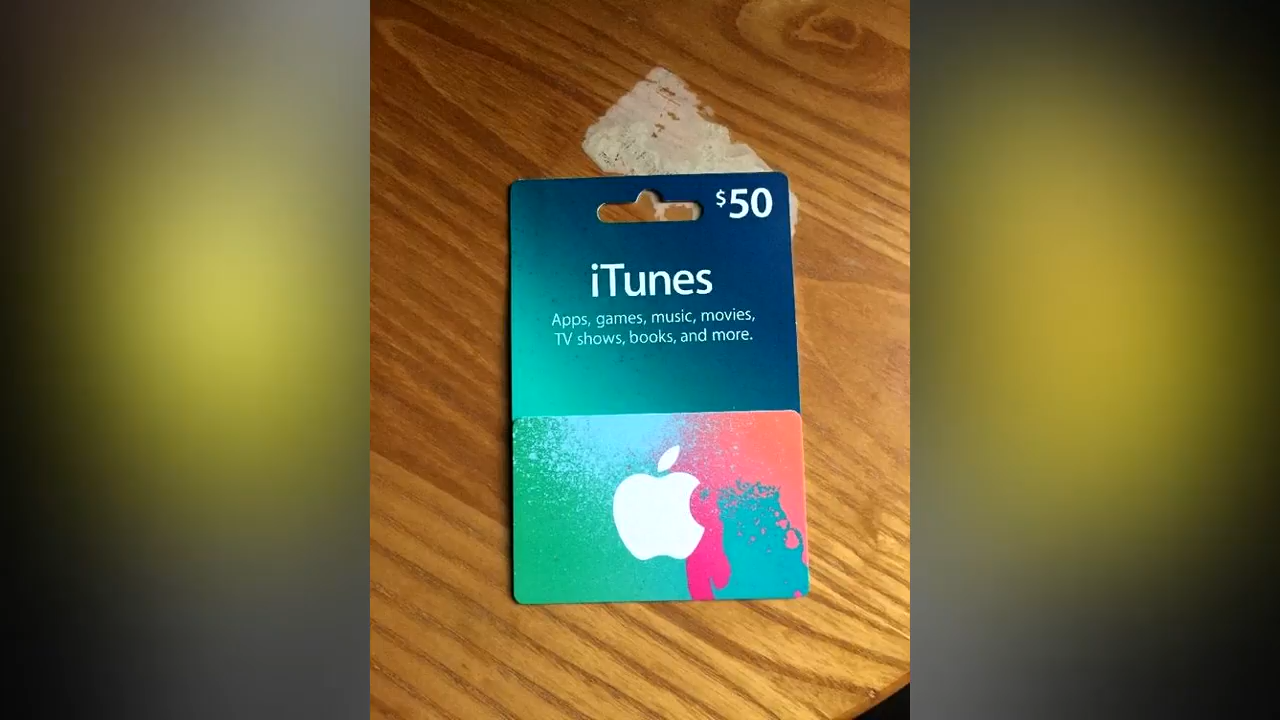 $50
iTunes
Apps, games, music, movies,
TV shows, books, and more.